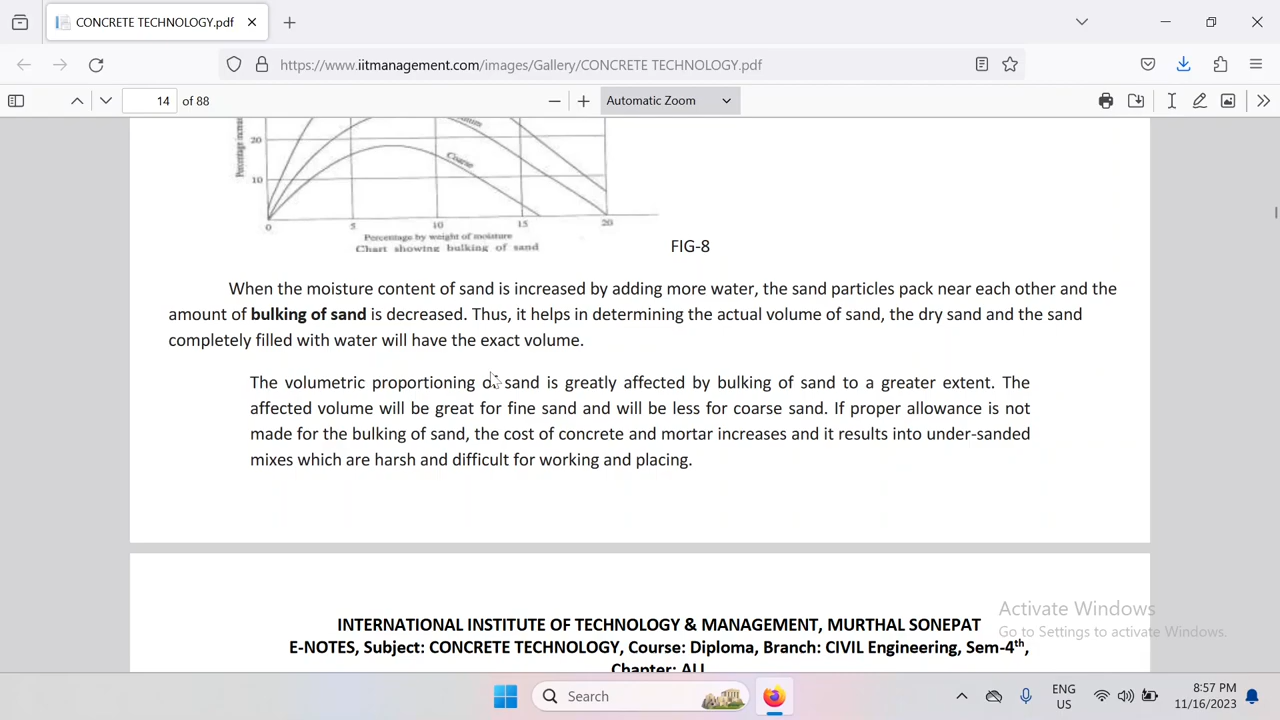 CONCRETE TECHNOLOGY.pdf
https://www.iitmanagement.com/images/Gallery/CONCRETE TECHNOLOGY.pdf
14 of 88
Automatic Zoom
20
Coarse
10
0 5 10 15 20
Percentage by weight of moisture
Chart showing bulking of sand
FIG-8
When the moisture content of sand is increased by adding more water, the sand particles pack near each other and the
amount of bulking of sand is decreased. Thus, it helps in determining the actual volume of sand, the dry sand and the sand
completely filled with water will have the exact volume.
The volumetric proportioning of sand is greatly affected by bulking of sand to a greater extent. The
affected volume will be great for fine sand and will be less for coarse sand. If proper allowance is not
made for the bulking of sand, the cost of concrete and mortar increases and it results into under-sanded
mixes which are harsh and difficult for working and placing.
INTERNATIONAL INSTITUTE OF TECHNOLOGY & MANAGEMENT, MURTHAL SONEPAT
E-NOTES, Subject: CONCRETE TECHNOLOGY, Course: Diploma, Branch: CIVIL Engineering, Sem-4th,
Chapter: ALL
Activate Windows
Go to Settings to activate Windows.
Search
ENG
US
8:57 PM
11/16/2023